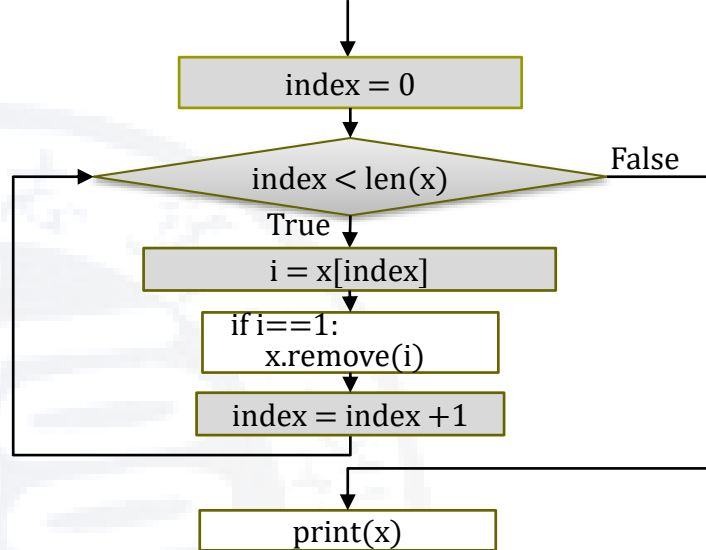 index = 0
index < len(x)
False
True
i = x[index]
if i==1:
x.remove(i)
index = index +1
print(x)